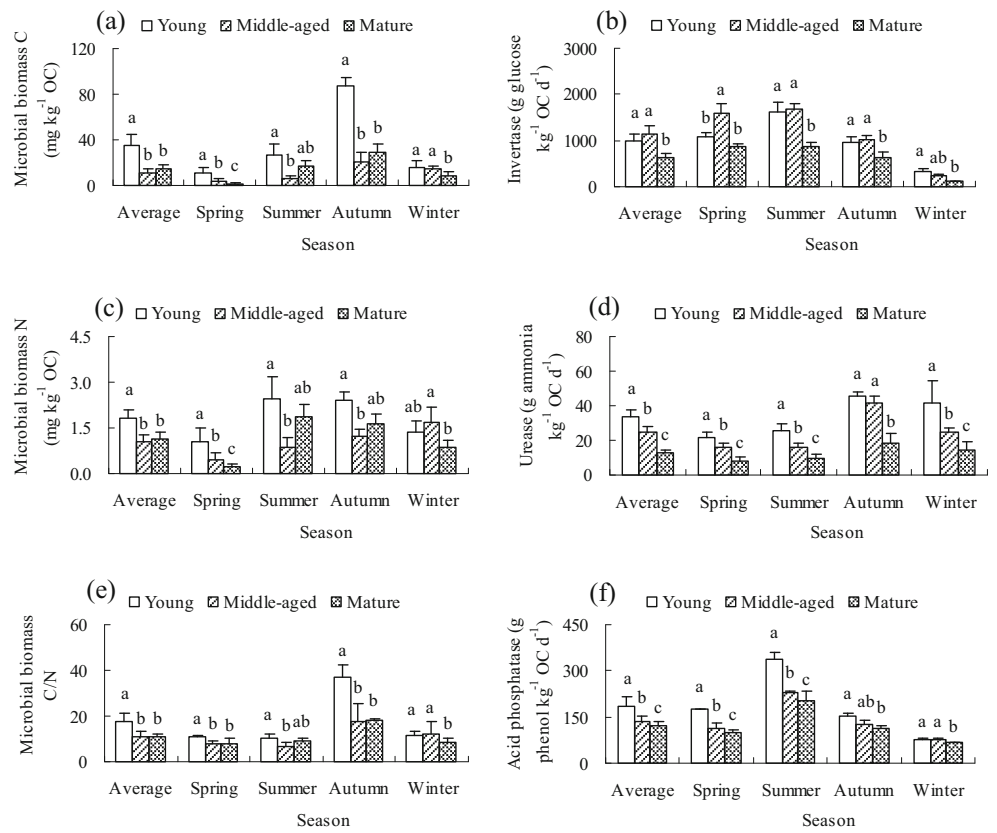 (a)
Young Middle-aged Mature
Microbial biomass C
(mg kg⁻¹ OC)
120
80
40
0
a b b a b c a b a a b b a a b
Average Spring Summer Autumn Winter
Season
(b)
Young Middle-aged Mature
Invertase (g glucose
kg⁻¹ OC d⁻¹)
3000
2000
1000
0
a a b b a b a a b a a b a ab b
Average Spring Summer Autumn Winter
Season
(c)
Young Middle-aged Mature
Microbial biomass N
(mg kg⁻¹ OC)
4.5
3.0
1.5
0.0
a b b a b c a b ab a b ab ab a b
Average Spring Summer Autumn Winter
Season
(d)
Young Middle-aged Mature
Urease (g ammonia
kg⁻¹ OC d⁻¹)
80
60
40
20
0
a b c a b c a b c a a b a b c
Average Spring Summer Autumn Winter
Season
(e)
Young Middle-aged Mature
Microbial biomass
C/N
60
40
20
0
a b b a b b a b ab a b b a a b
Average Spring Summer Autumn Winter
Season
(f)
Young Middle-aged Mature
Acid phosphatase (g
phenol kg⁻¹ OC d⁻¹)
450
300
150
0
a b c a b c a b c a ab b a a b
Average Spring Summer Autumn Winter
Season